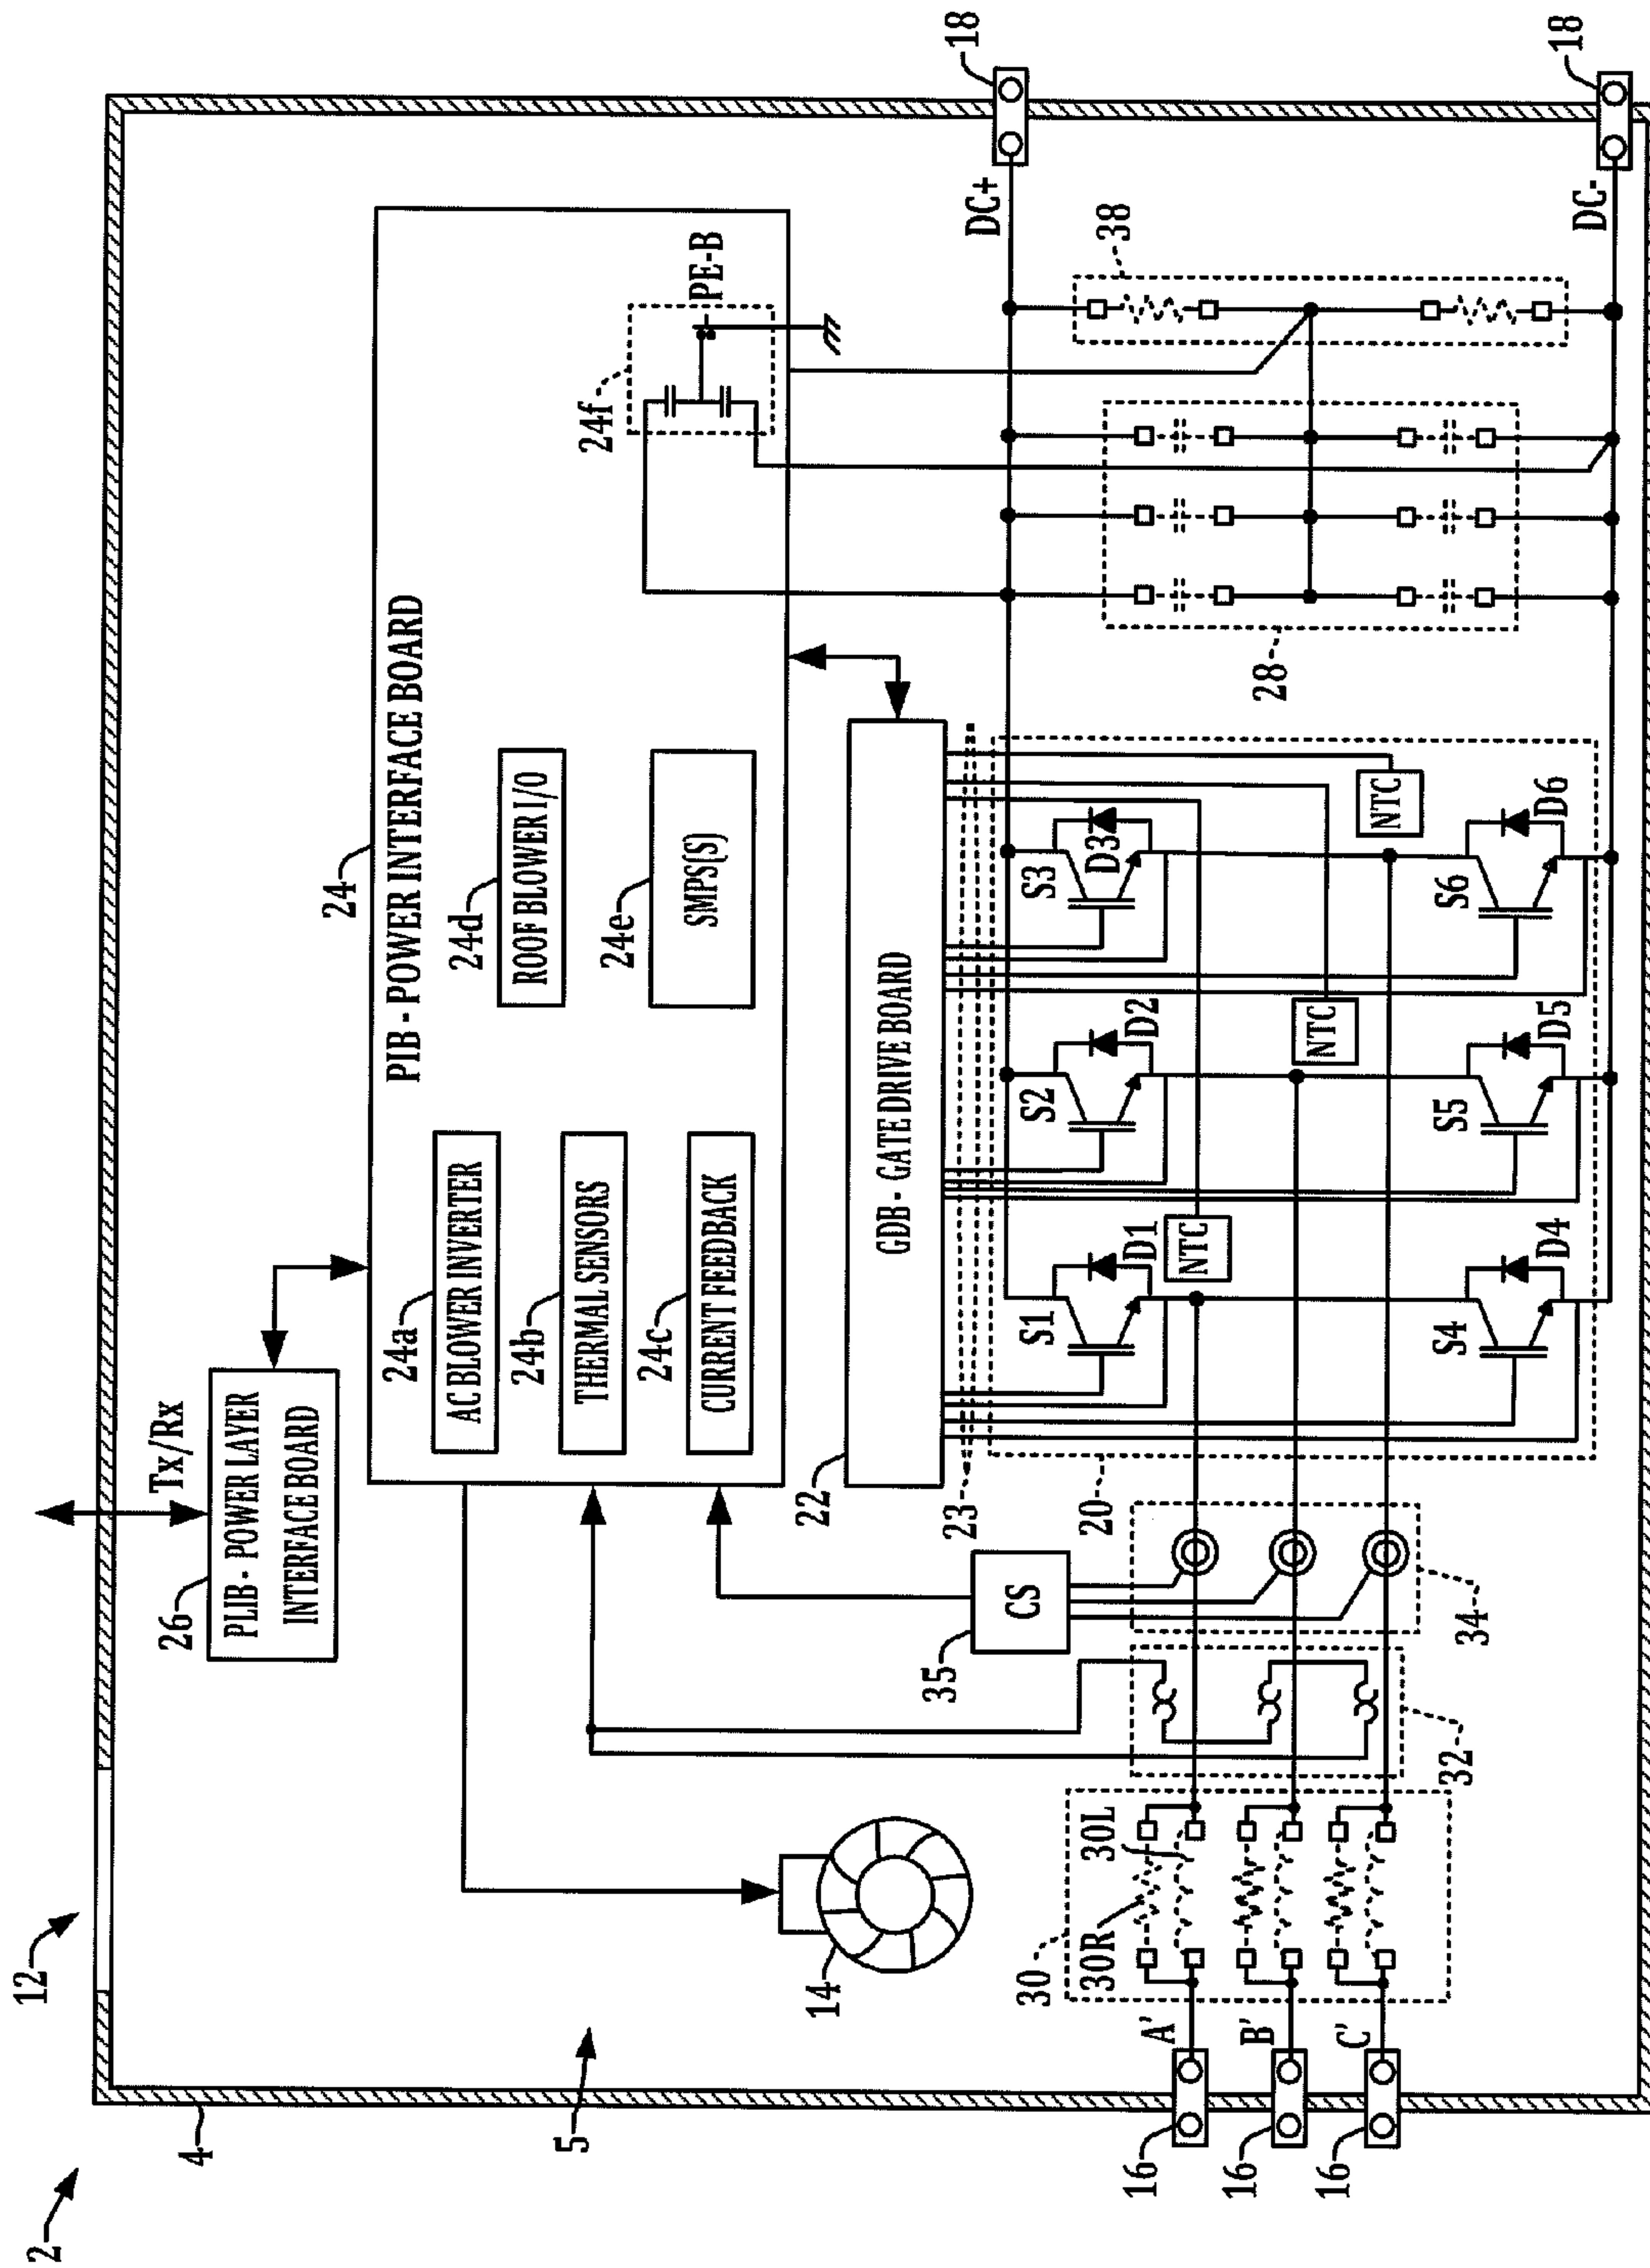 2
12
4
5
26
PLIB - POWER LAYER
INTERFACE BOARD
Tx/Rx
24
PIB - POWER INTERFACE BOARD
24a
AC BLOWER INVERTER
24b
THERMAL SENSORS
24c
CURRENT FEEDBACK
24d
ROOF BLOWER I/O
24e
SMPS(S)
24f
PE-B
14
35
CS
22
GDB - GATE DRIVE BOARD
23
20
16
A'
16
B'
16
C'
30
30R
30L
32
34
S1
D1
NTC
S2
D2
NTC
S3
D3
NTC
S4
D4
S5
D5
S6
D6
28
38
DC+
18
DC-
18